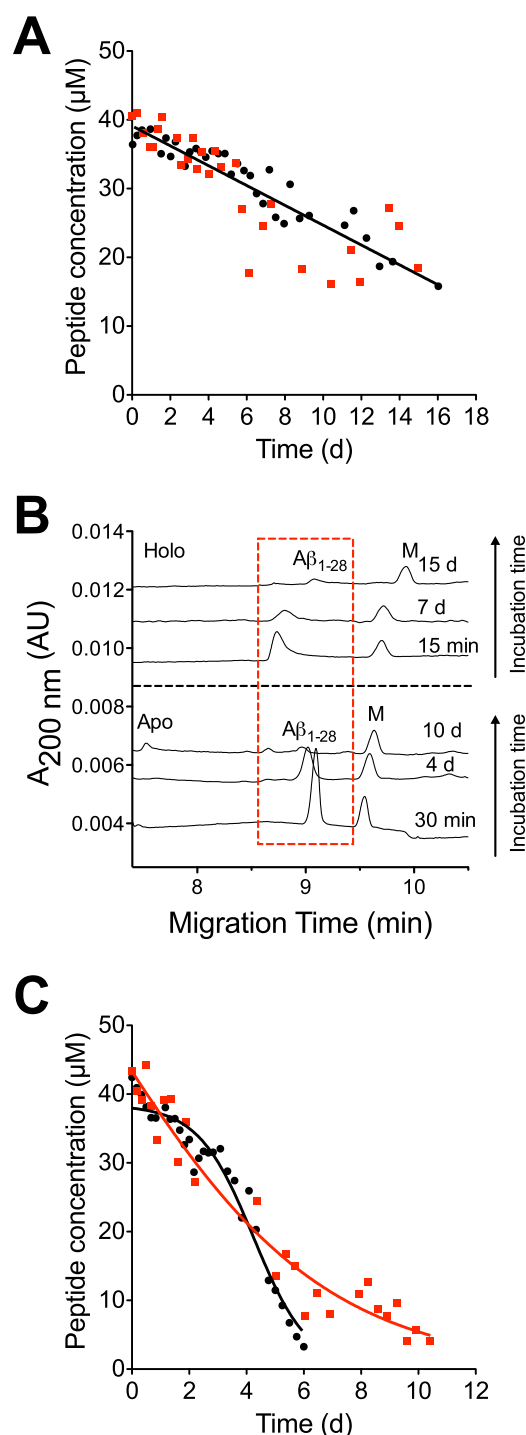 A
Peptide concentration (µM)
50
40
30
20
10
0
0 2 4 6 8 10 12 14 16 18
Time (d)
B
A200 nm (AU)
0.014
0.012
0.010
0.008
0.006
0.004
Holo
Aβ1-28
M
15 d
7 d
15 min
Incubation time
Apo
Aβ1-28
M
10 d
4 d
30 min
Incubation time
8 9 10
Migration Time (min)
C
Peptide concentration (µM)
50
40
30
20
10
0
0 2 4 6 8 10 12
Time (d)